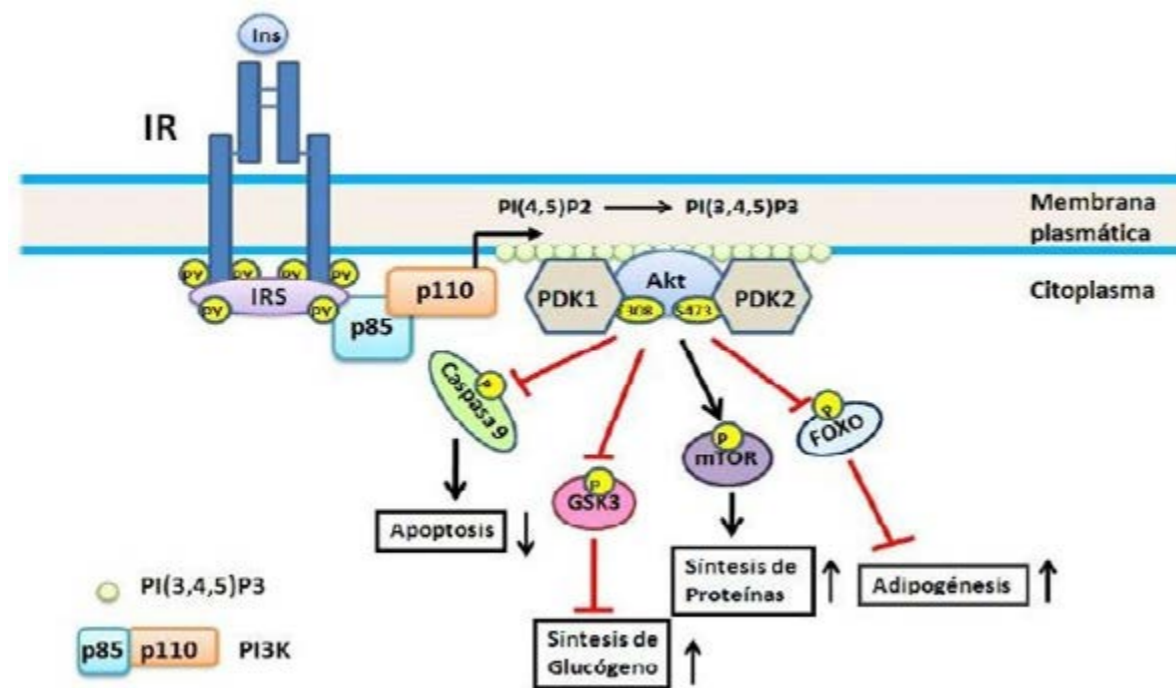 Ins
IR
PI(4,5)P2 PI(3,4,5)P3
Membrana
plasmática
Citoplasma
PY PY PY PY
IRS
PY PY
p85
p110
PDK1
Akt
PDK2
T308 S473
P
Caspasa 9
P
GSK3
P
mTOR
P
FOXO
Apoptosis
Síntesis de
Proteínas
Adipogénesis
Síntesis de
Glucógeno
PI(3,4,5)P3
p85 p110 PI3K